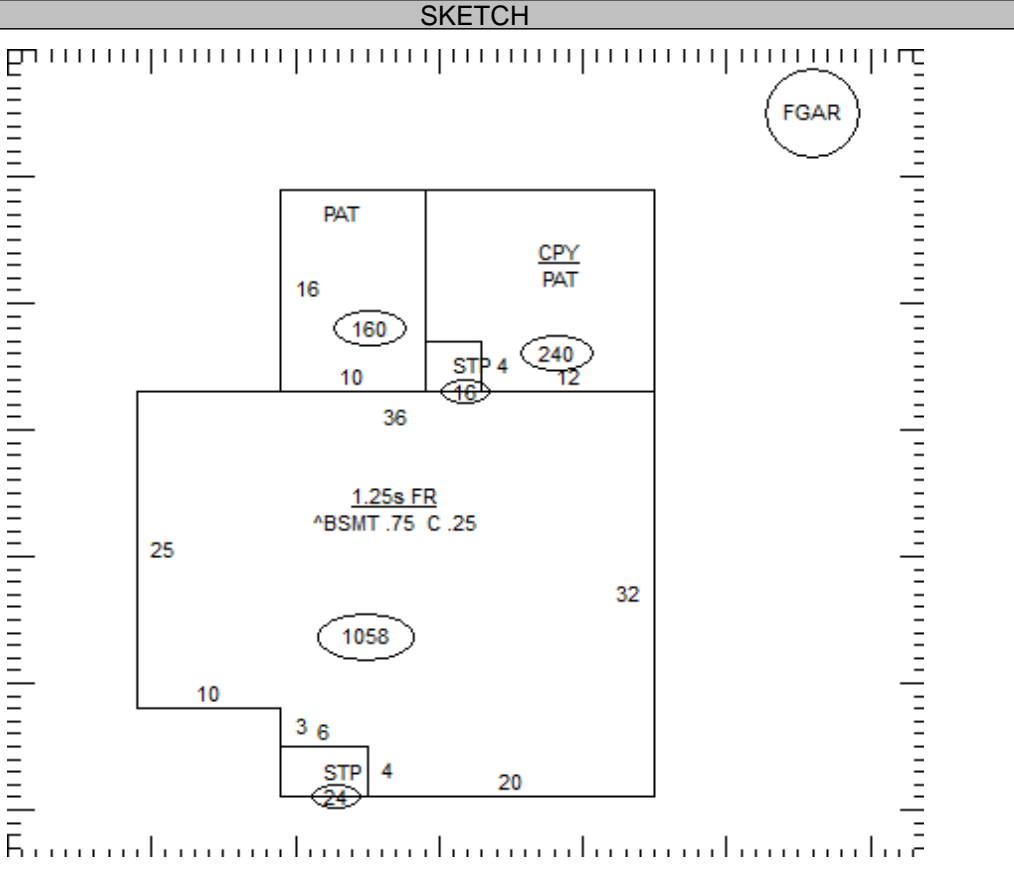 SKETCH
FGAR
PAT
CPY
PAT
16
160
240
STP 4
10
12
16
36
1.25s FR
^BSMT .75 C .25
25
32
1058
10
3 6
STP 4
20
24